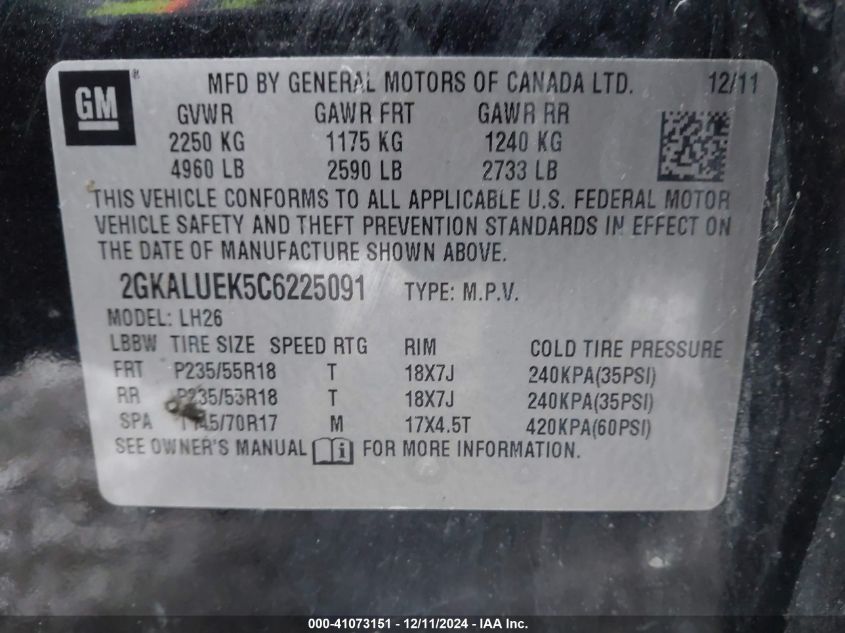 GM ® MFD BY GENERAL MOTORS OF CANADA LTD. 12/11
GVWR GAWR FRT GAWR RR
2250 KG 1175 KG 1240 KG
4960 LB 2590 LB 2733 LB
THIS VEHICLE CONFORMS TO ALL APPLICABLE U.S. FEDERAL MOTOR
VEHICLE SAFETY AND THEFT PREVENTION STANDARDS IN EFFECT ON
THE DATE OF MANUFACTURE SHOWN ABOVE.
2GKALUEK5C6225091 TYPE: M.P.V.
MODEL: LH26
LBBW TIRE SIZE SPEED RTG RIM COLD TIRE PRESSURE
FRT P235/55R18 T 18X7J 240KPA(35PSI)
RR P235/55R18 T 18X7J 240KPA(35PSI)
SPA /70R17 M 17X4.5T 420KPA(60PSI)
SEE OWNER'S MANUAL i FOR MORE INFORMATION.
000-41073151 - 12/11/2024 - IAA Inc.